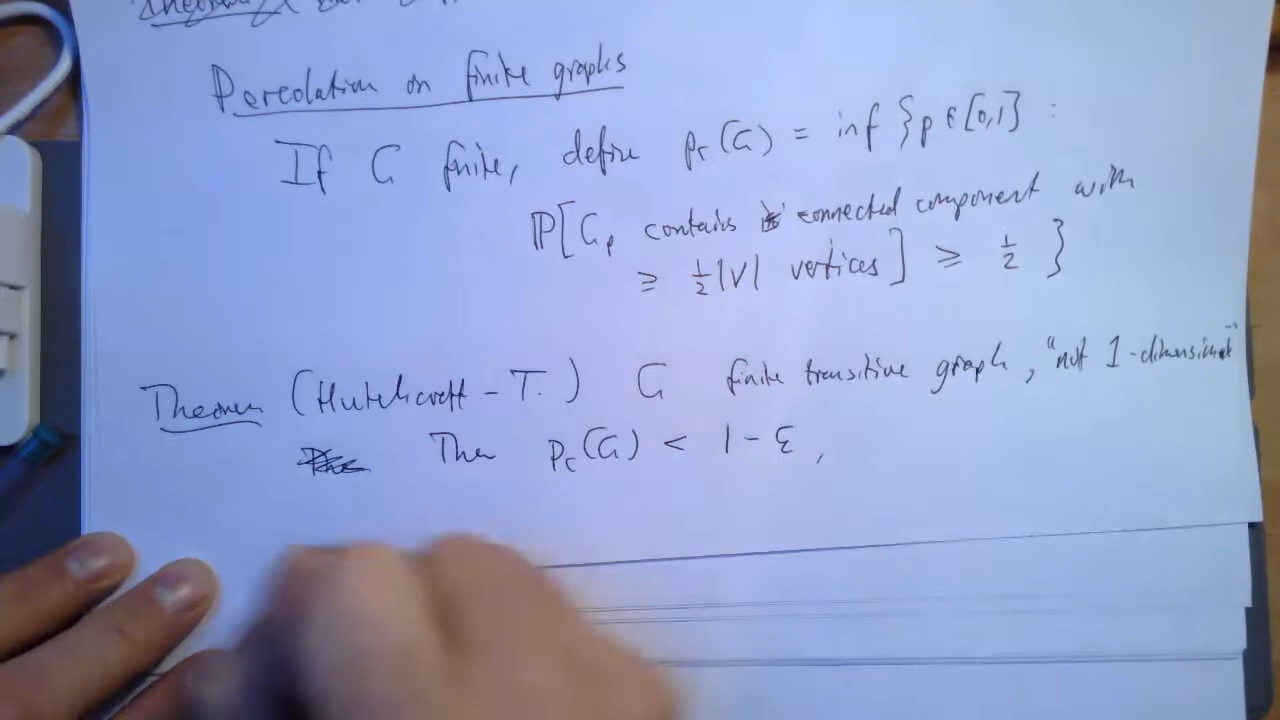 Theorem
Percolation on finite graphs
If G finite, define pc(G) = inf {p ∈ [0,1] :
ℙ[Gp contains connected component with
≥ ½|V| vertices] ≥ ½ }
Theorem (Hutchcroft - T.) G finite transitive graph, "not 1-dimensional"
Then pc(G) < 1 - ε,